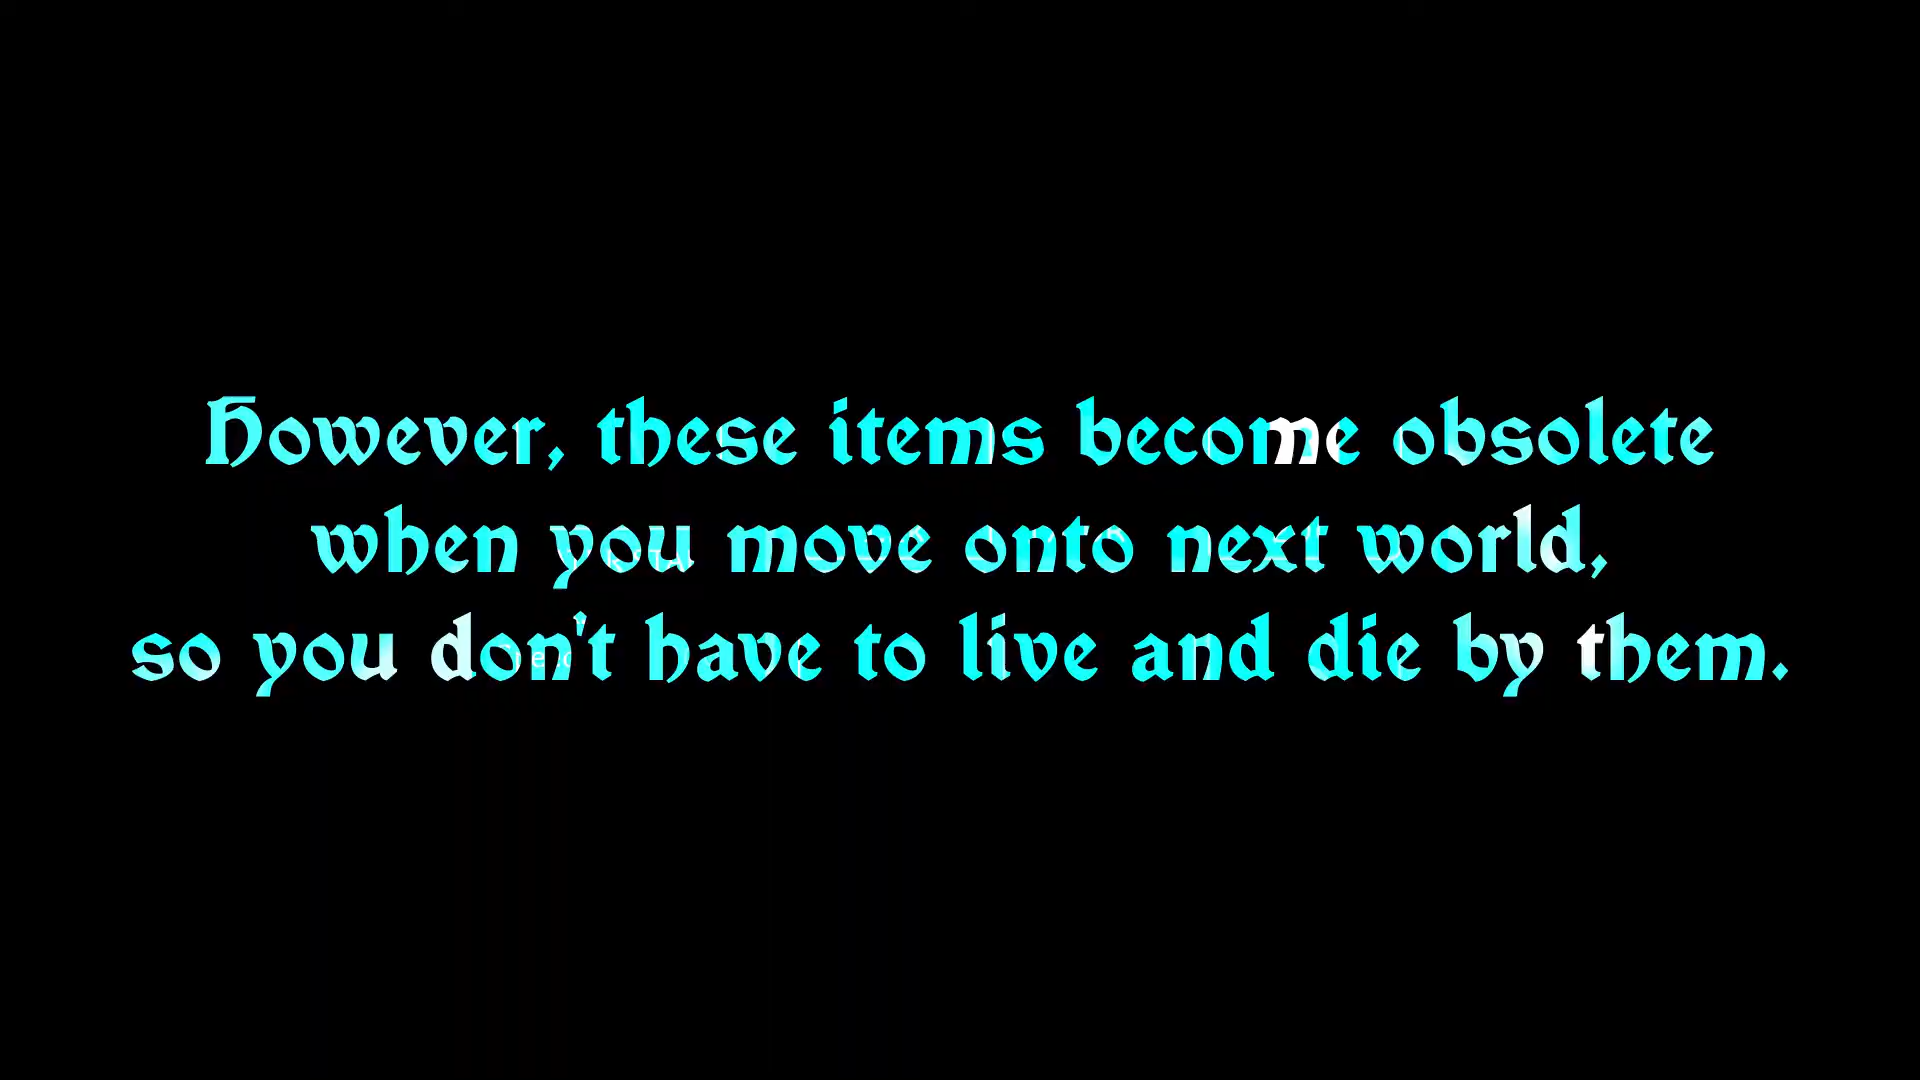 However, these items become obsolete
when you move onto next world,
so you don't have to live and die by them.